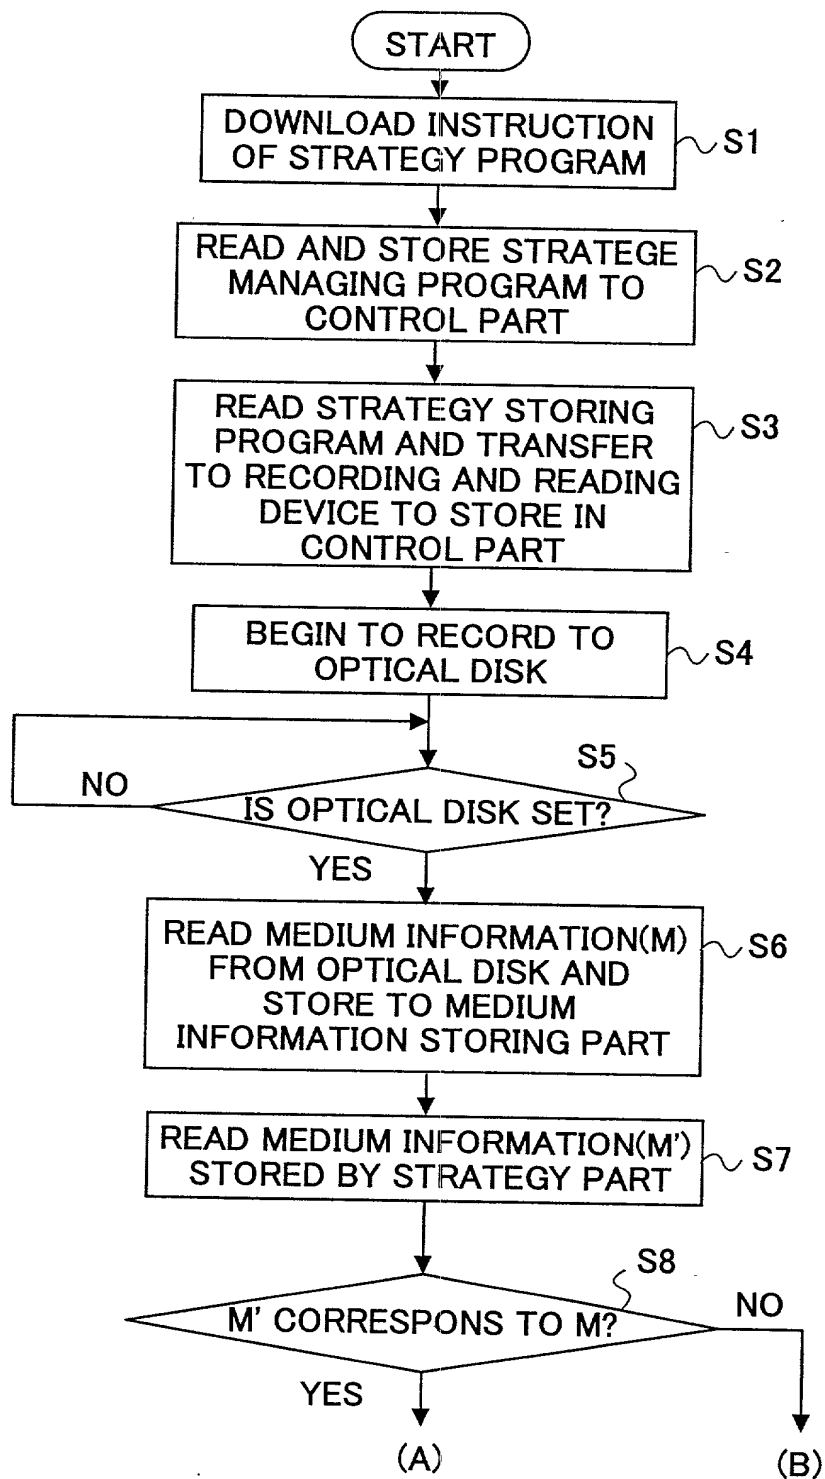 START
DOWNLOAD INSTRUCTION
OF STRATEGY PROGRAM
S1
READ AND STORE STRATEGE
MANAGING PROGRAM TO
CONTROL PART
S2
READ STRATEGY STORING
PROGRAM AND TRANSFER
TO RECORDING AND READING
DEVICE TO STORE IN
CONTROL PART
S3
BEGIN TO RECORD TO
OPTICAL DISK
S4
S5
NO
IS OPTICAL DISK SET?
YES
READ MEDIUM INFORMATION(M)
FROM OPTICAL DISK AND
STORE TO MEDIUM
INFORMATION STORING PART
S6
READ MEDIUM INFORMATION(M')
STORED BY STRATEGY PART
S7
S8
M' CORRESPONS TO M?
NO
YES
(A)
(B)